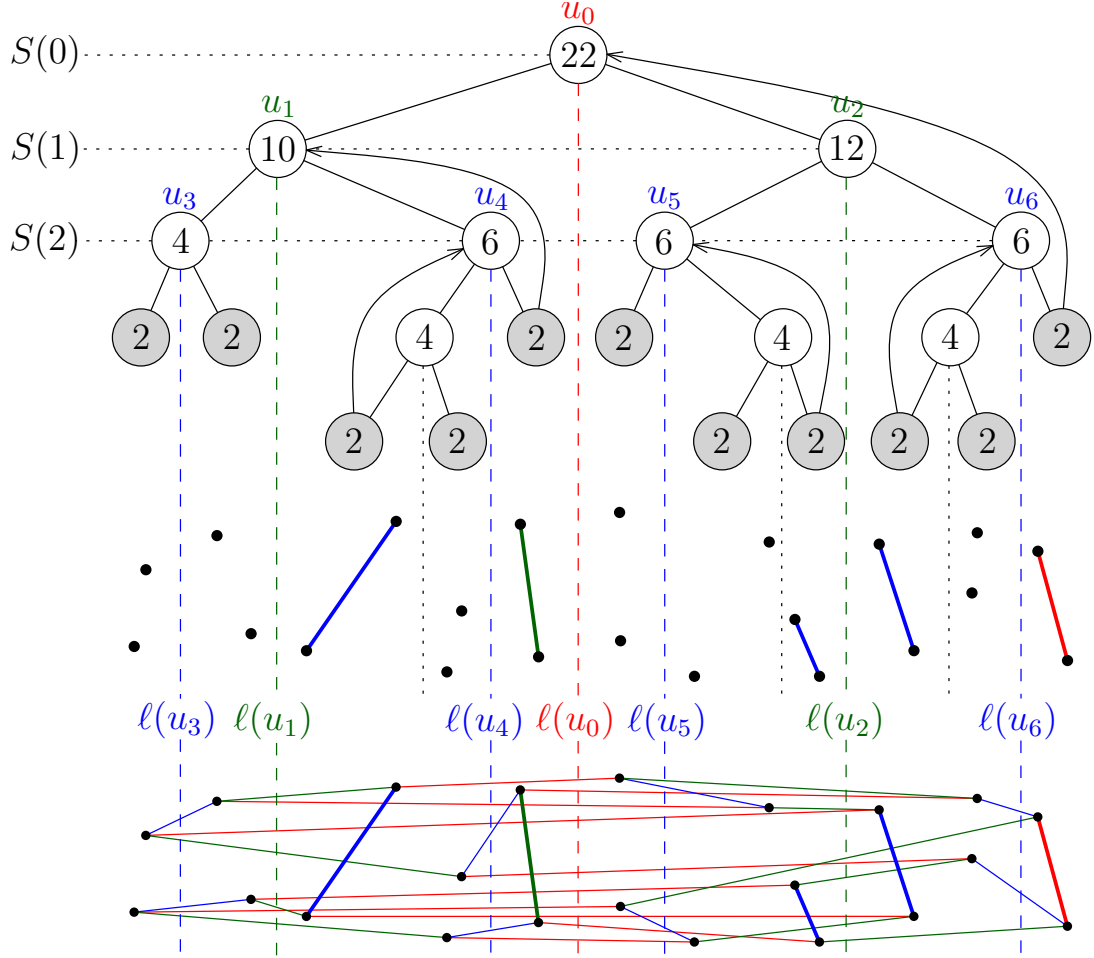 u₀
S(0) 22
u₁ u₂
S(1) 10 12
u₃ u₄ u₅ u₆
S(2) 4 6 6 6
2 2 4 2 2 4 4 2
2 2 2 2 2 2
ℓ(u₃) ℓ(u₁) ℓ(u₄) ℓ(u₀) ℓ(u₅) ℓ(u₂) ℓ(u₆)